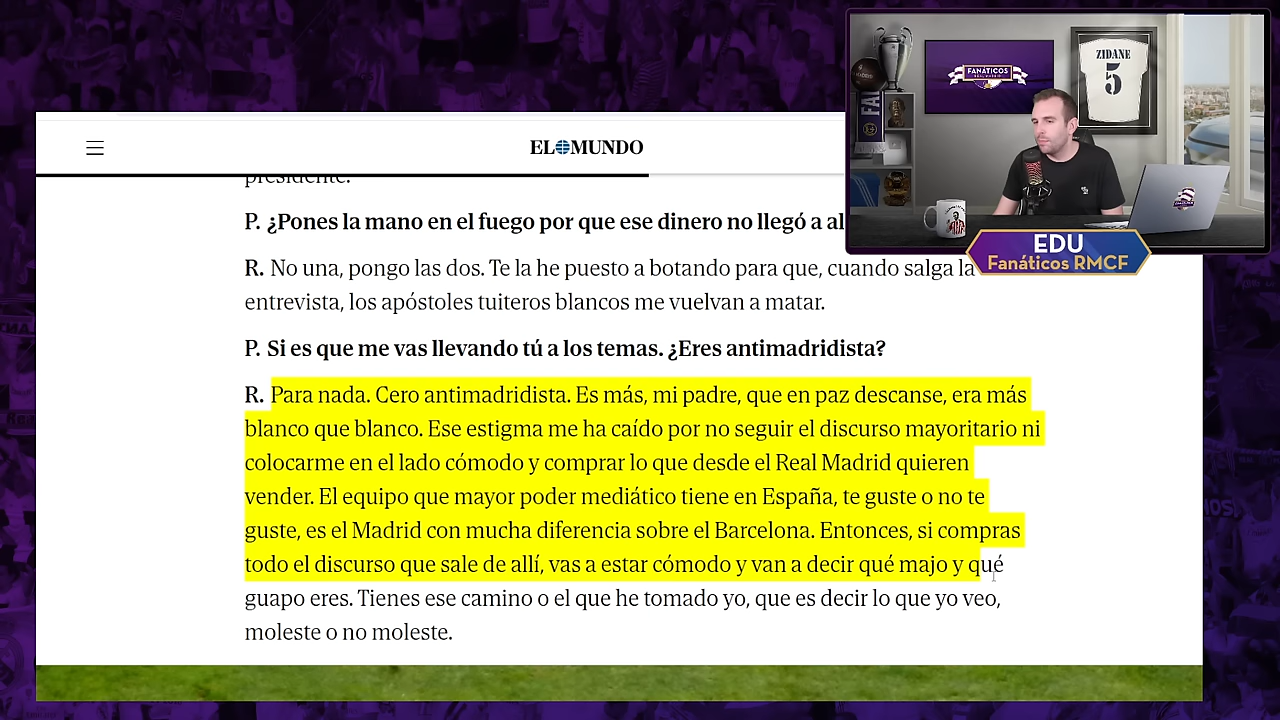 FANÁTICOS
ZIDANE
5
EL MUNDO
presidente.
P. ¿Pones la mano en el fuego por que ese dinero no llegó a al
EDU
Fanáticos RMCF
R. No una, pongo las dos. Te la he puesto a botando para que, cuando salga la
entrevista, los apóstoles tuiteros blancos me vuelvan a matar.
P. Si es que me vas llevando tú a los temas. ¿Eres antimadridista?
R. Para nada. Cero antimadridista. Es más, mi padre, que en paz descanse, era más
blanco que blanco. Ese estigma me ha caído por no seguir el discurso mayoritario ni
colocarme en el lado cómodo y comprar lo que desde el Real Madrid quieren
vender. El equipo que mayor poder mediático tiene en España, te guste o no te
guste, es el Madrid con mucha diferencia sobre el Barcelona. Entonces, si compras
todo el discurso que sale de allí, vas a estar cómodo y van a decir qué majo y qué
guapo eres. Tienes ese camino o el que he tomado yo, que es decir lo que yo veo,
moleste o no moleste.